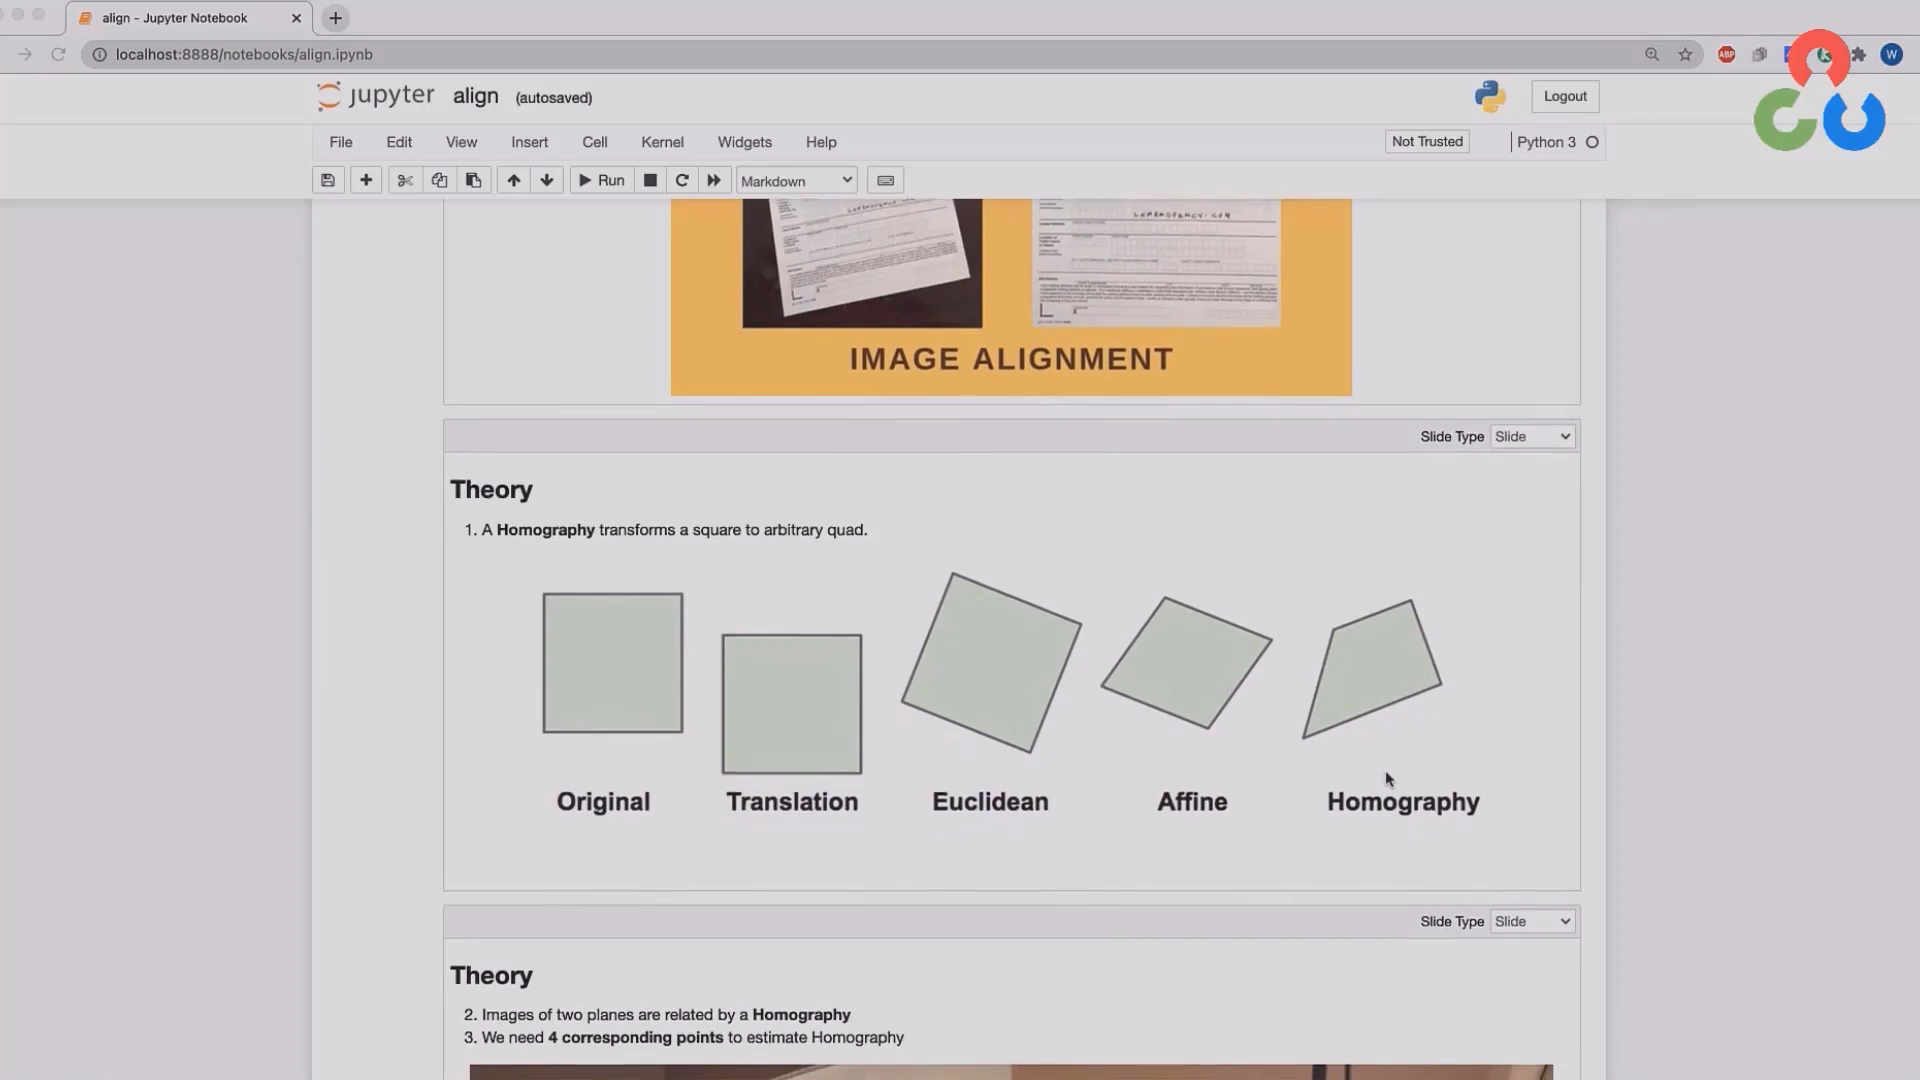 align - Jupyter Notebook
localhost:8888/notebooks/align.ipynb
ABP
W
jupyter align (autosaved)
Logout
File Edit View Insert Cell Kernel Widgets Help
Not Trusted
Python 3
Run
Markdown
LEARNOPENCV.COM
IMAGE ALIGNMENT
Slide Type Slide
Theory
1. A Homography transforms a square to arbitrary quad.
Original Translation Euclidean Affine Homography
Slide Type Slide
Theory
2. Images of two planes are related by a Homography
3. We need 4 corresponding points to estimate Homography